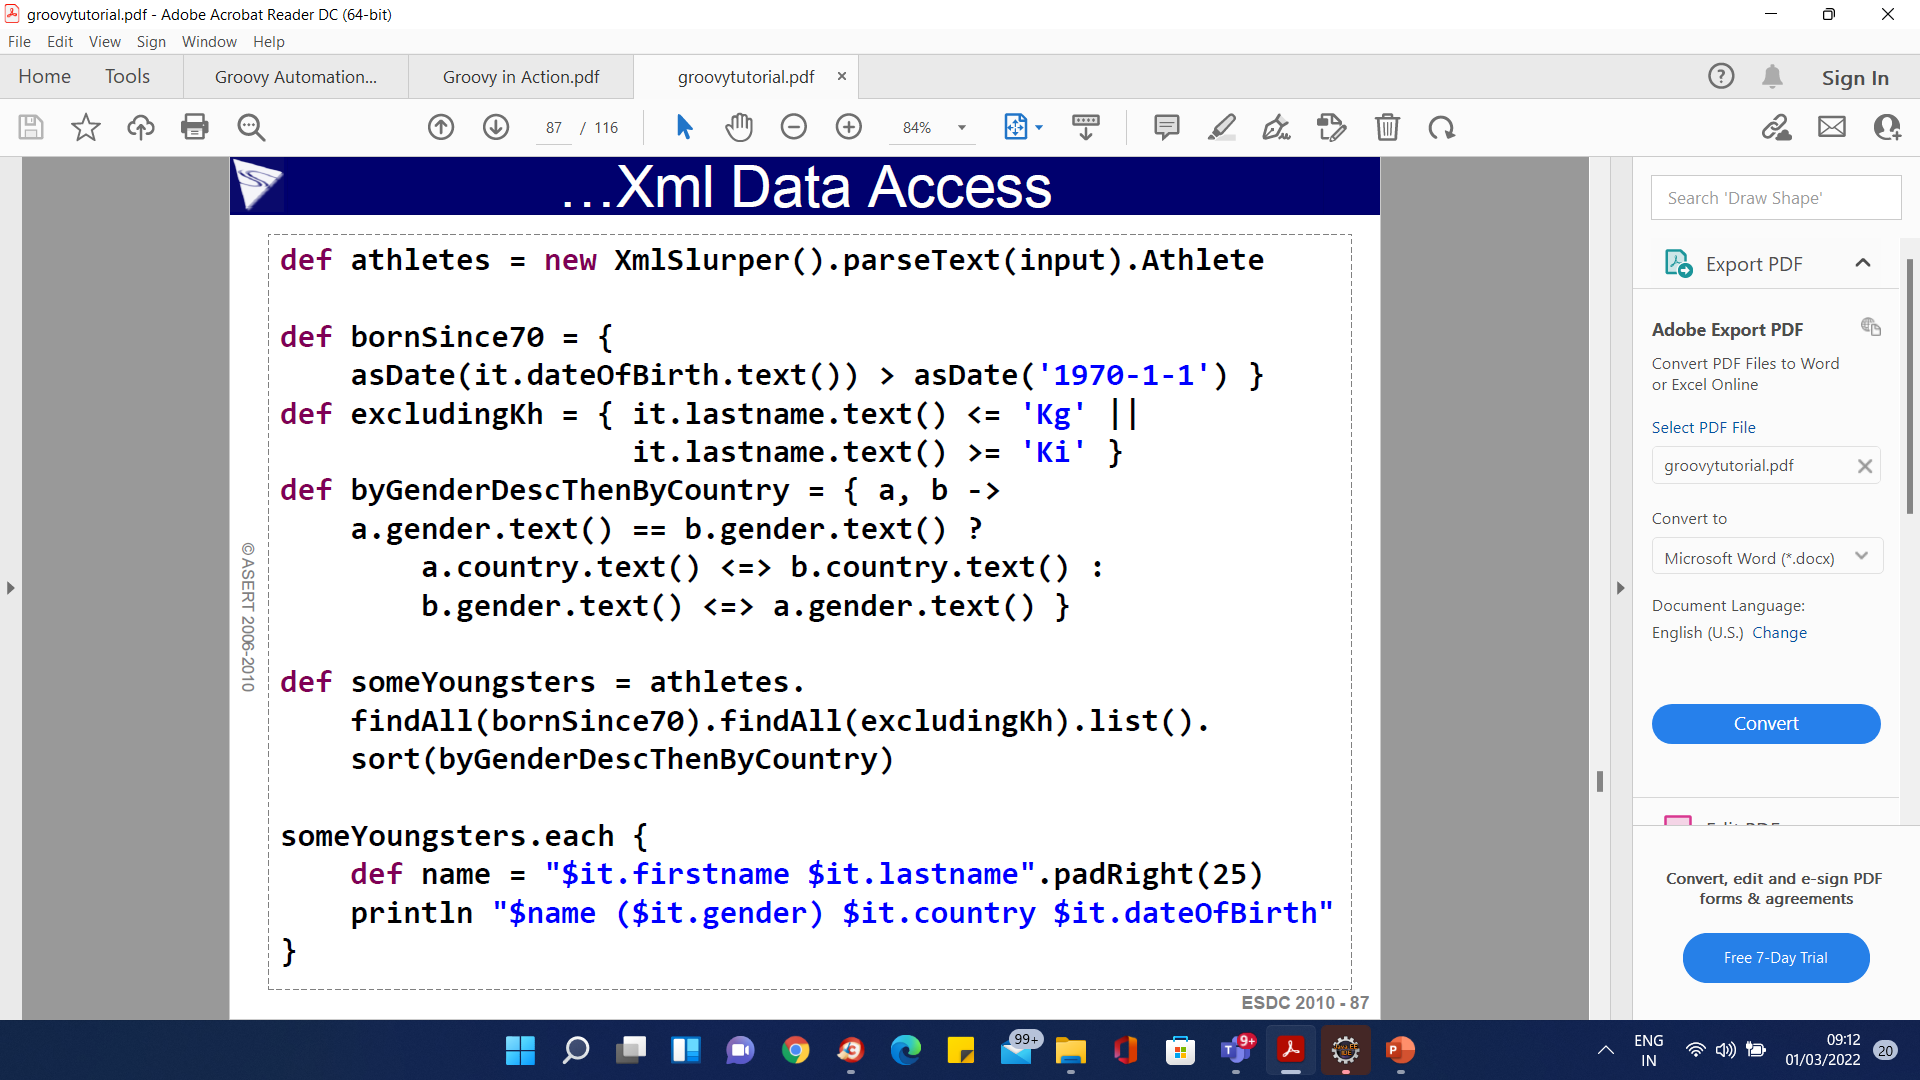 groovytutorial.pdf - Adobe Acrobat Reader DC (64-bit)
File Edit View Sign Window Help
Home Tools Groovy Automation... Groovy in Action.pdf groovytutorial.pdf ×
? Sign In
87 / 116 84%
...Xml Data Access
def athletes = new XmlSlurper().parseText(input).Athlete
def bornSince70 = {
    asDate(it.dateOfBirth.text()) > asDate('1970-1-1') }
def excludingKh = { it.lastname.text() <= 'Kg' ||
                    it.lastname.text() >= 'Ki' }
def byGenderDescThenByCountry = { a, b ->
    a.gender.text() == b.gender.text() ?
        a.country.text() <=> b.country.text() :
        b.gender.text() <=> a.gender.text() }
def someYoungsters = athletes.
    findAll(bornSince70).findAll(excludingKh).list().
    sort(byGenderDescThenByCountry)
someYoungsters.each {
    def name = "$it.firstname $it.lastname".padRight(25)
    println "$name ($it.gender) $it.country $it.dateOfBirth"
}
© ASERT 2006-2010
ESDC 2010 - 87
Search 'Draw Shape'
Export PDF
Adobe Export PDF
Convert PDF Files to Word
or Excel Online
Select PDF File
groovytutorial.pdf
Convert to
Microsoft Word (*.docx)
Document Language:
English (U.S.) Change
Convert
Convert, edit and e-sign PDF
forms & agreements
Free 7-Day Trial
99+
9+
ENG
IN
09:12
01/03/2022
20